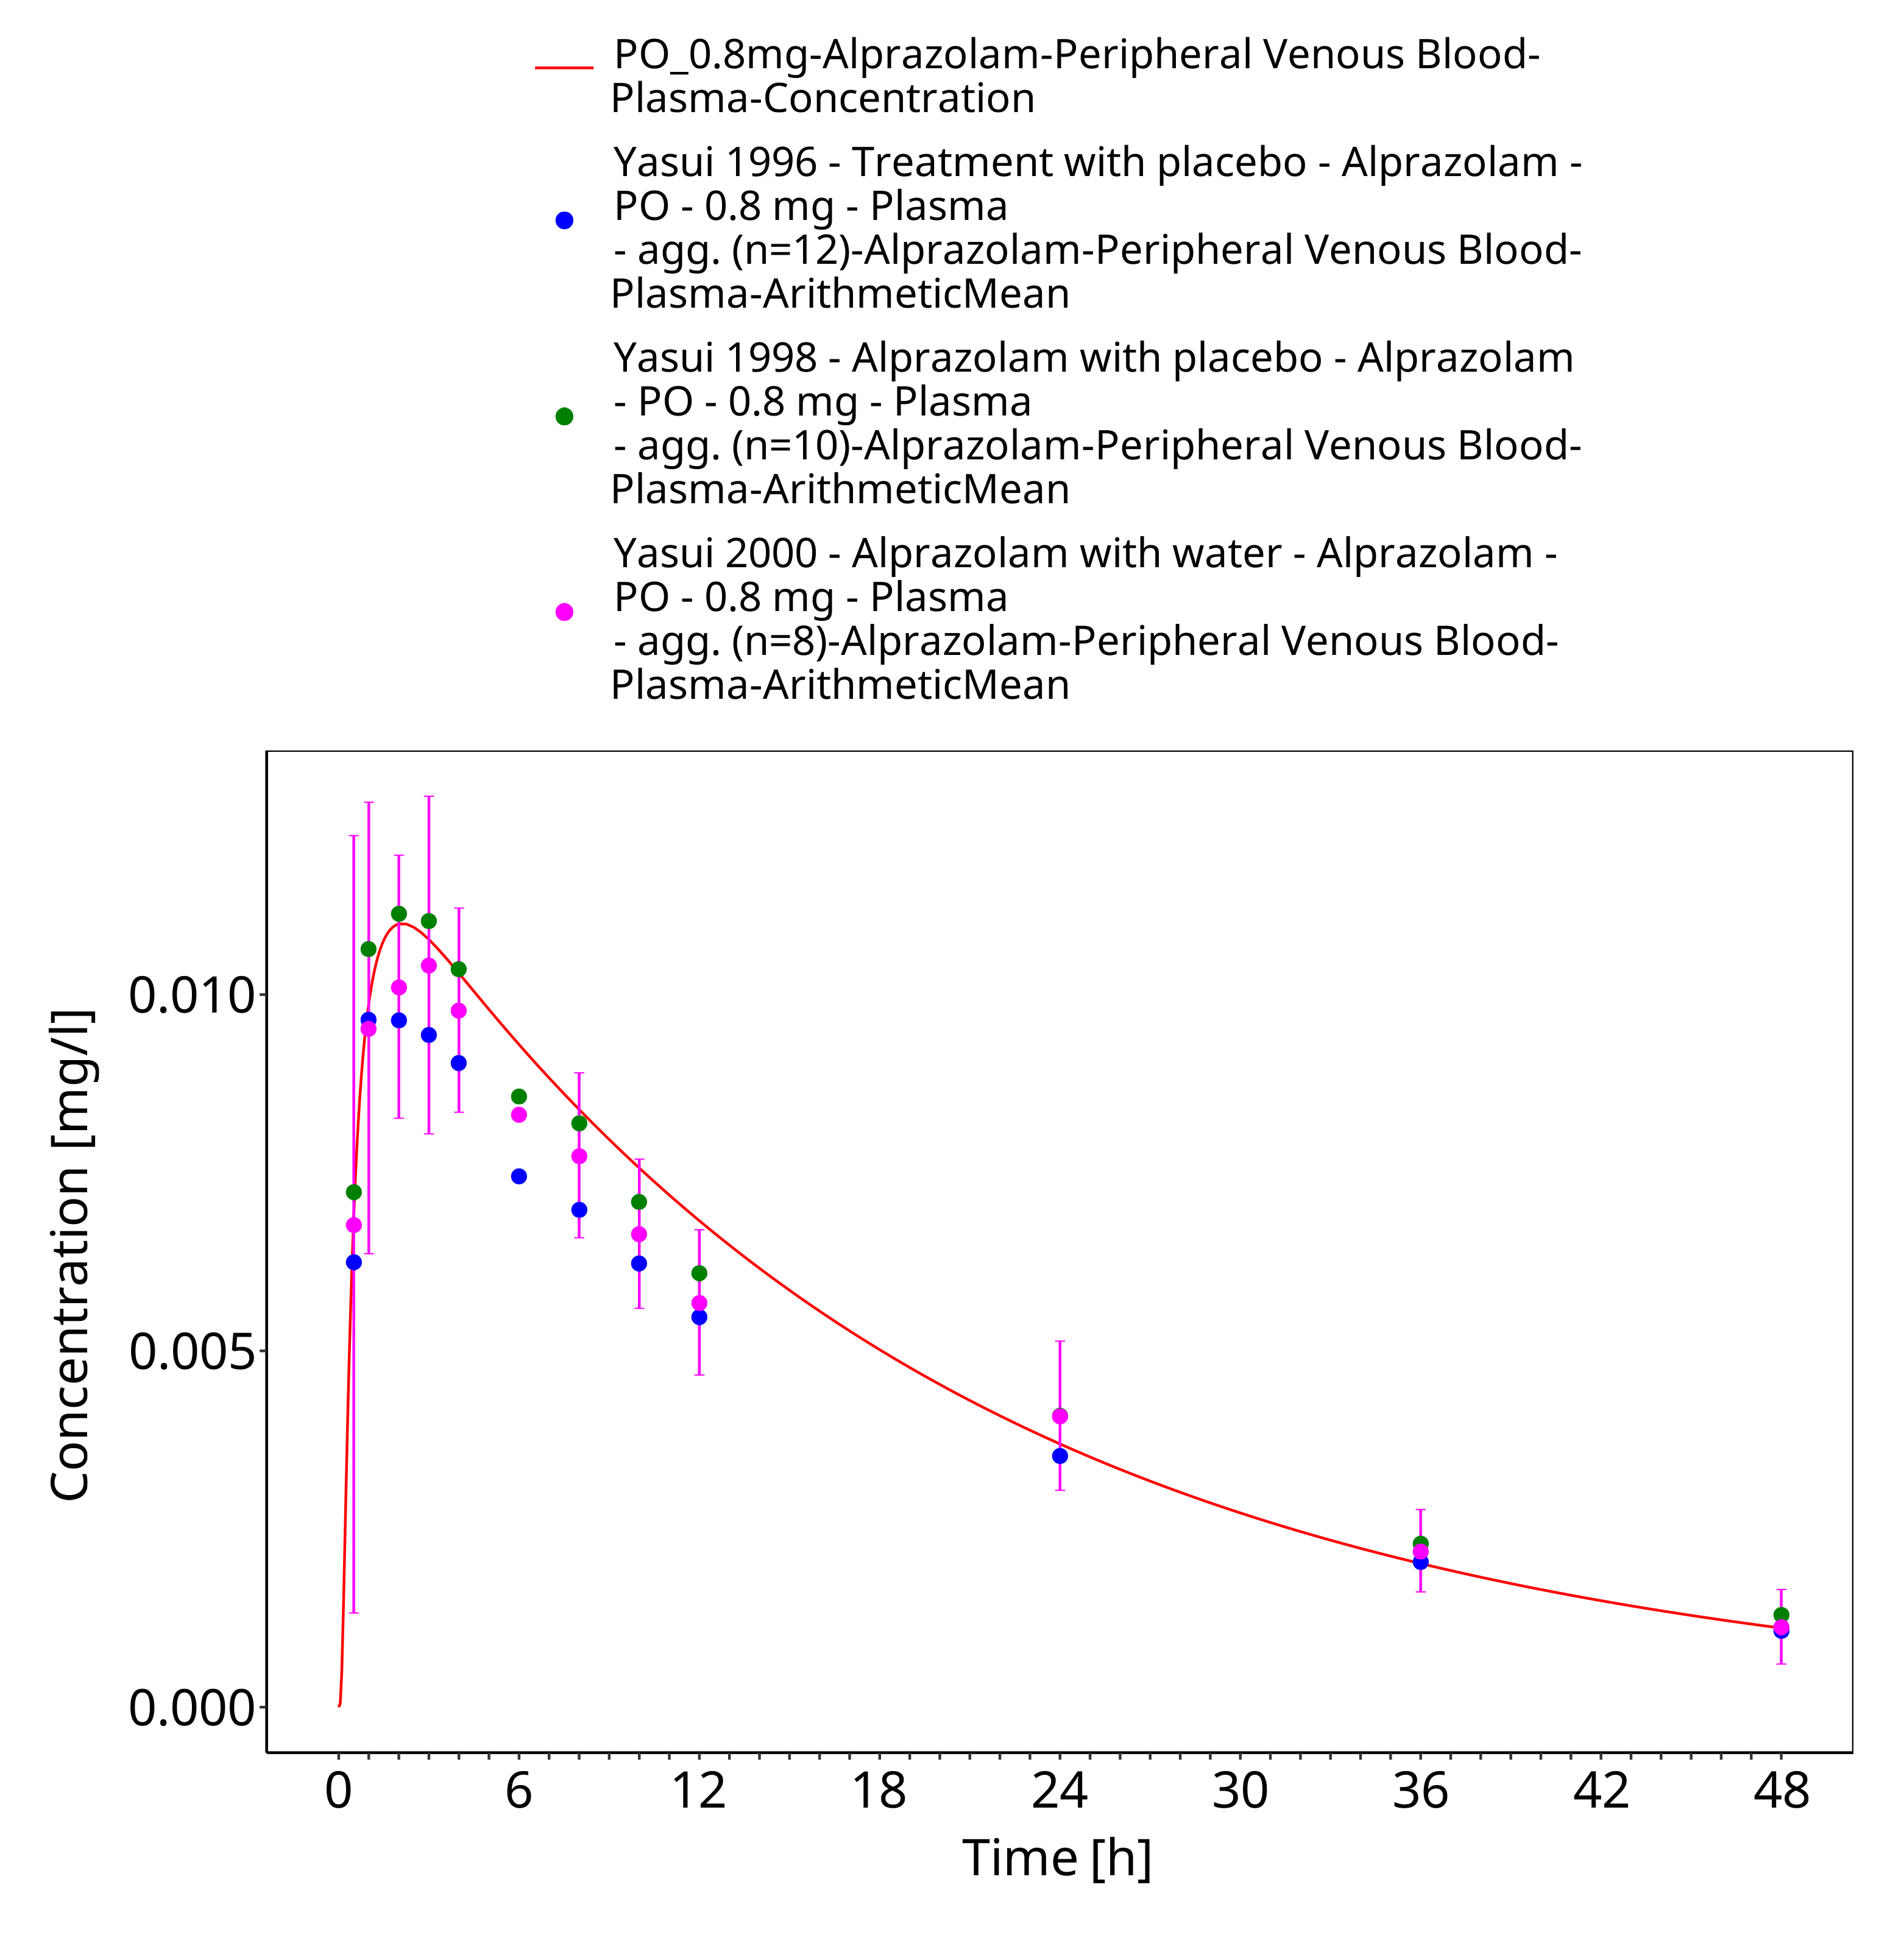 PO_0.8mg-Alprazolam-Peripheral Venous Blood-
Plasma-Concentration
Yasui 1996 - Treatment with placebo - Alprazolam -
PO - 0.8 mg - Plasma
- agg. (n=12)-Alprazolam-Peripheral Venous Blood-
Plasma-ArithmeticMean
Yasui 1998 - Alprazolam with placebo - Alprazolam
- PO - 0.8 mg - Plasma
- agg. (n=10)-Alprazolam-Peripheral Venous Blood-
Plasma-ArithmeticMean
Yasui 2000 - Alprazolam with water - Alprazolam -
PO - 0.8 mg - Plasma
- agg. (n=8)-Alprazolam-Peripheral Venous Blood-
Plasma-ArithmeticMean
Concentration [mg/l]
0.010
0.005
0.000
0 6 12 18 24 30 36 42 48
Time [h]